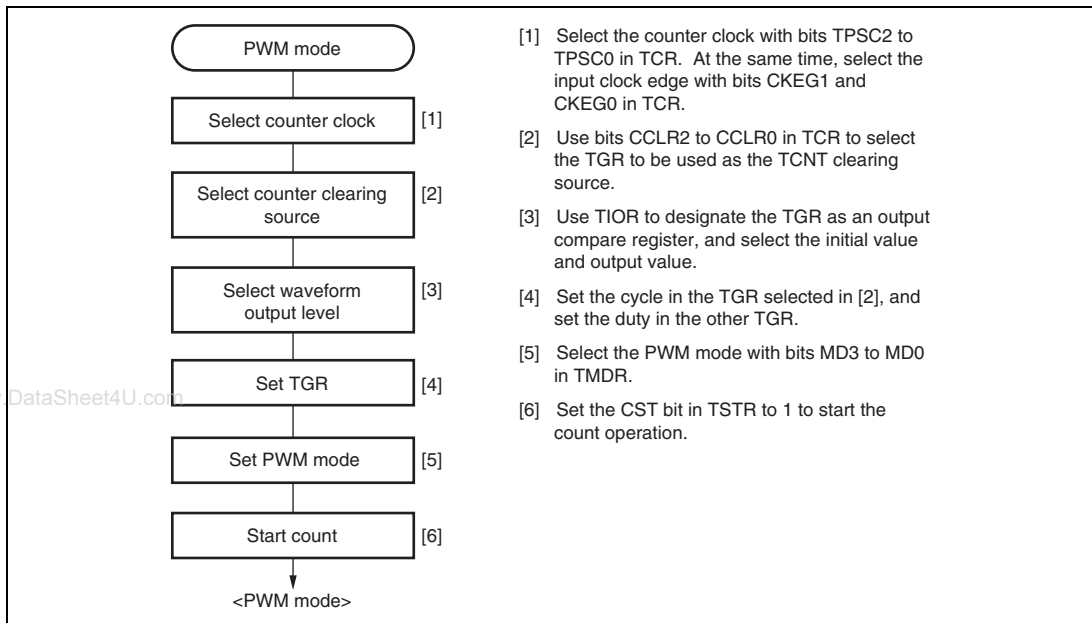 PWM mode
Select counter clock
[1]
Select counter clearing
source
[2]
Select waveform
output level
[3]
Set TGR
[4]
Set PWM mode
[5]
Start count
[6]
<PWM mode>
[1] Select the counter clock with bits TPSC2 to
TPSC0 in TCR. At the same time, select the
input clock edge with bits CKEG1 and
CKEG0 in TCR.
[2] Use bits CCLR2 to CCLR0 in TCR to select
the TGR to be used as the TCNT clearing
source.
[3] Use TIOR to designate the TGR as an output
compare register, and select the initial value
and output value.
[4] Set the cycle in the TGR selected in [2], and
set the duty in the other TGR.
[5] Select the PWM mode with bits MD3 to MD0
in TMDR.
[6] Set the CST bit in TSTR to 1 to start the
count operation.
.DataSheet4U.com